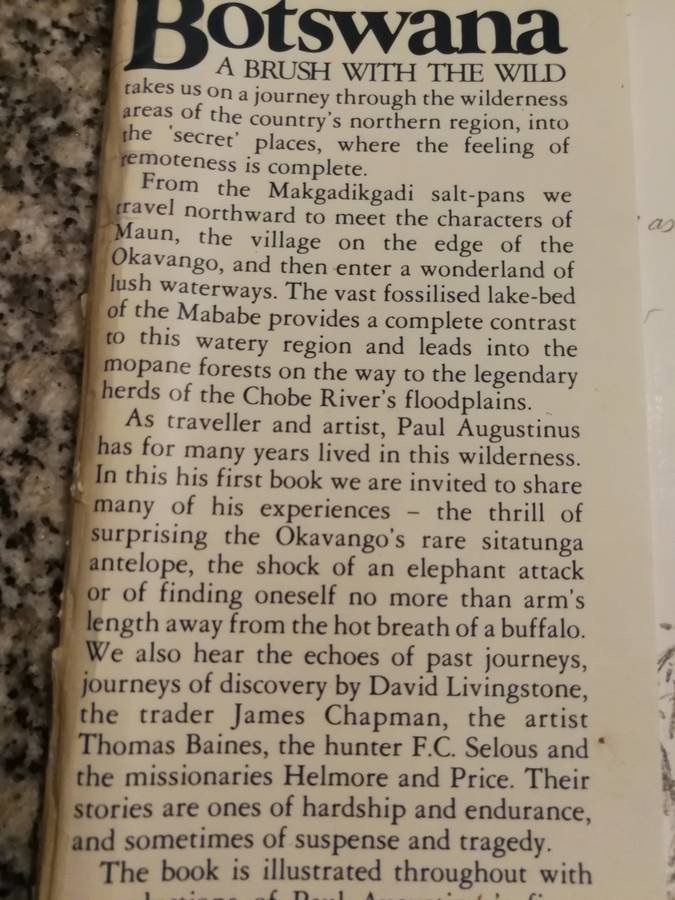 Botswana
A BRUSH WITH THE WILD
takes us on a journey through the wilderness
areas of the country's northern region, into
the 'secret' places, where the feeling of
remoteness is complete.
From the Makgadikgadi salt-pans we
travel northward to meet the characters of
Maun, the village on the edge of the
Okavango, and then enter a wonderland of
lush waterways. The vast fossilised lake-bed
of the Mababe provides a complete contrast
to this watery region and leads into the
mopane forests on the way to the legendary
herds of the Chobe River's floodplains.
As traveller and artist, Paul Augustinus
has for many years lived in this wilderness.
In this his first book we are invited to share
many of his experiences – the thrill of
surprising the Okavango's rare sitatunga
antelope, the shock of an elephant attack
or of finding oneself no more than arm's
length away from the hot breath of a buffalo.
We also hear the echoes of past journeys,
journeys of discovery by David Livingstone,
the trader James Chapman, the artist
Thomas Baines, the hunter F.C. Selous and
the missionaries Helmore and Price. Their
stories are ones of hardship and endurance,
and sometimes of suspense and tragedy.
The book is illustrated throughout with
of Paul
as